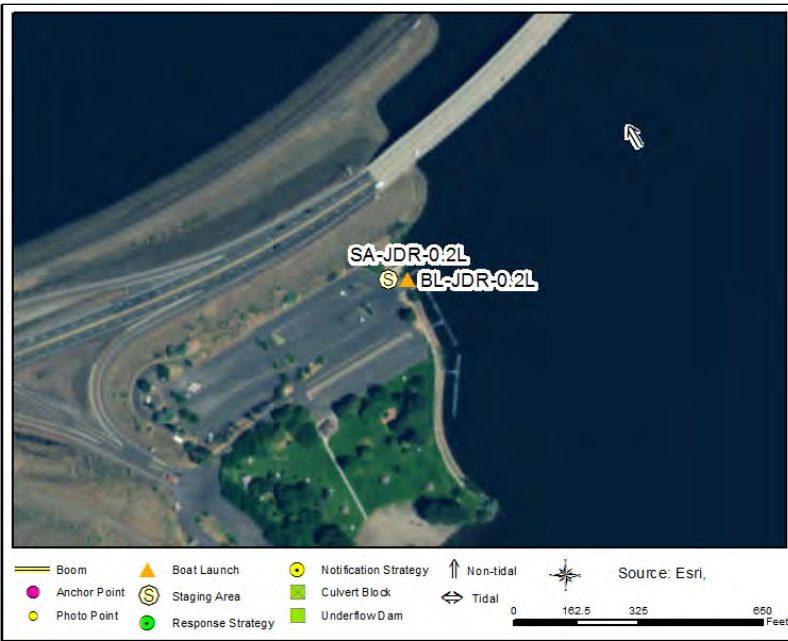 SA-JDR-0.2L
S BL-JDR-0.2L
Boom
Boat Launch
Notification Strategy
Non-tidal
Source: Esri,
Anchor Point
S Staging Area
Culvert Block
Tidal
Photo Point
Response Strategy
Underflow Dam
0 162.5 325 650
Feet